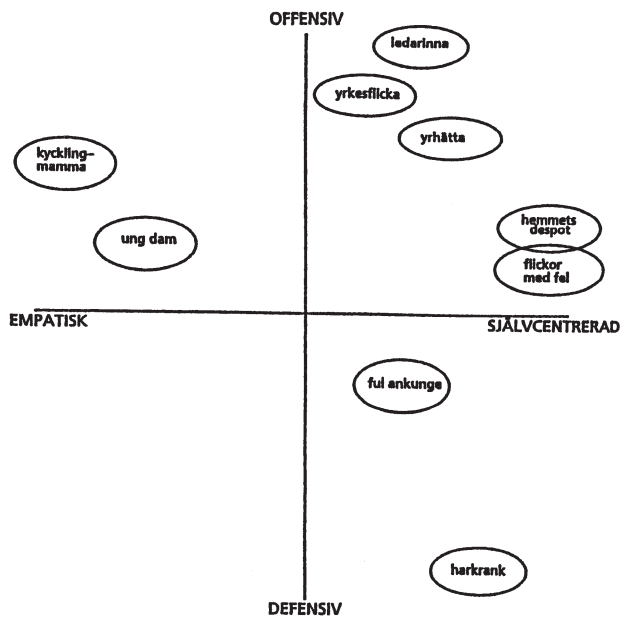 OFFENSIV
ledarinna
yrkesflicka
yrhätta
kyckling-
mamma
hemmets
despot
ung dam
flickor
med fel
EMPATISK
SJÄLVCENTRERAD
ful ankunge
harkrank
DEFENSIV